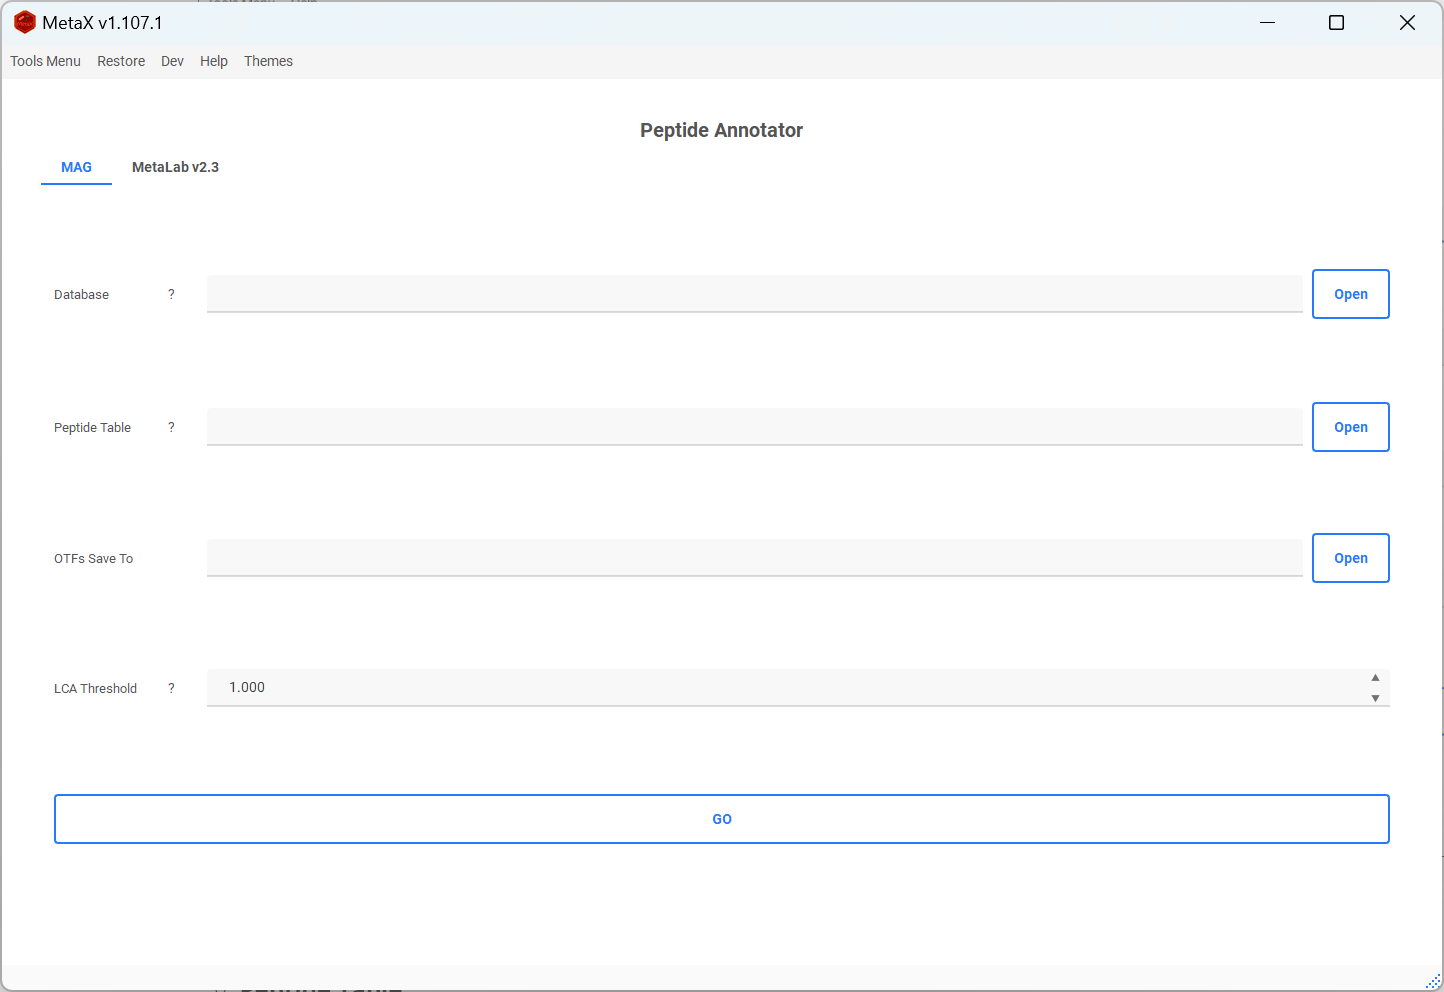 MetaX v1.107.1
Tools Menu Restore Dev Help Themes
Peptide Annotator
MAG MetaLab v2.3
Database ? Open
Peptide Table ? Open
OTFs Save To Open
LCA Threshold ? 1.000
GO